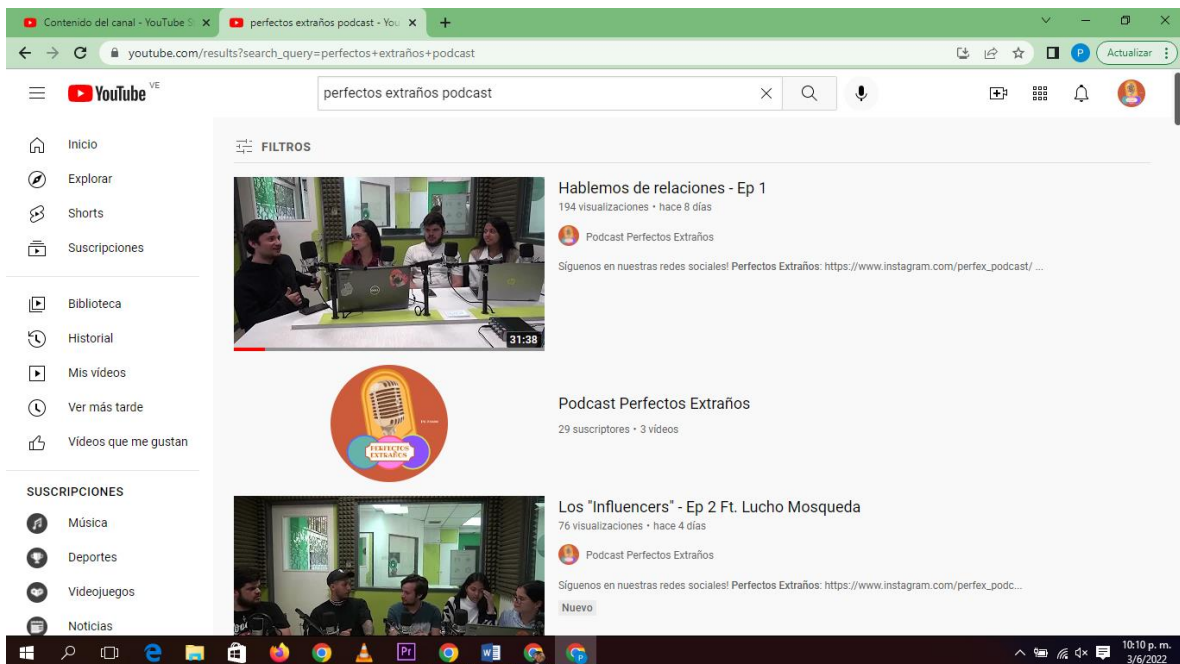 Contenido del canal - YouTube S
perfectos extraños podcast - You
youtube.com/results?search_query=perfectos+extraños+podcast
P
Actualizar
YouTube VE
perfectos extraños podcast
Inicio
Explorar
Shorts
Suscripciones
Biblioteca
Historial
Mis vídeos
Ver más tarde
Vídeos que me gustan
SUSCRIPCIONES
Música
Deportes
Videojuegos
Noticias
FILTROS
31:38
Hablemos de relaciones - Ep 1
194 visualizaciones • hace 8 días
Podcast Perfectos Extraños
Síguenos en nuestras redes sociales! Perfectos Extraños: https://www.instagram.com/perfex_podcast/ ...
PERFECTOS
EXTRAÑOS
Podcast Perfectos Extraños
29 suscriptores • 3 vídeos
Los "Influencers" - Ep 2 Ft. Lucho Mosqueda
76 visualizaciones • hace 4 días
Podcast Perfectos Extraños
Síguenos en nuestras redes sociales! Perfectos Extraños: https://www.instagram.com/perfex_podc...
Nuevo
Pr
10:10 p. m.
3/6/2022